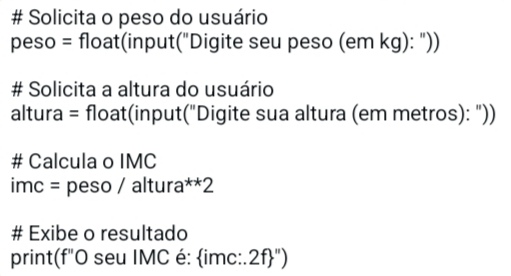 # Solicita o peso do usuário
peso = float(input("Digite seu peso (em kg): "))
# Solicita a altura do usuário
altura = float(input("Digite sua altura (em metros): "))
# Calcula o IMC
imc = peso / altura**2
# Exibe o resultado
print(f"O seu IMC é: {imc:.2f}")